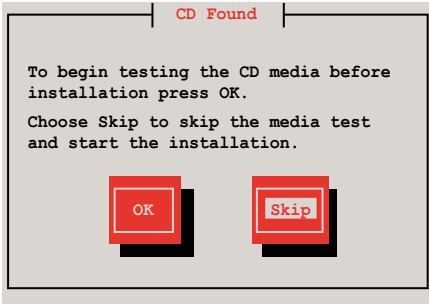 CD Found
To begin testing the CD media before
installation press OK.
Choose Skip to skip the media test
and start the installation.
OK
Skip